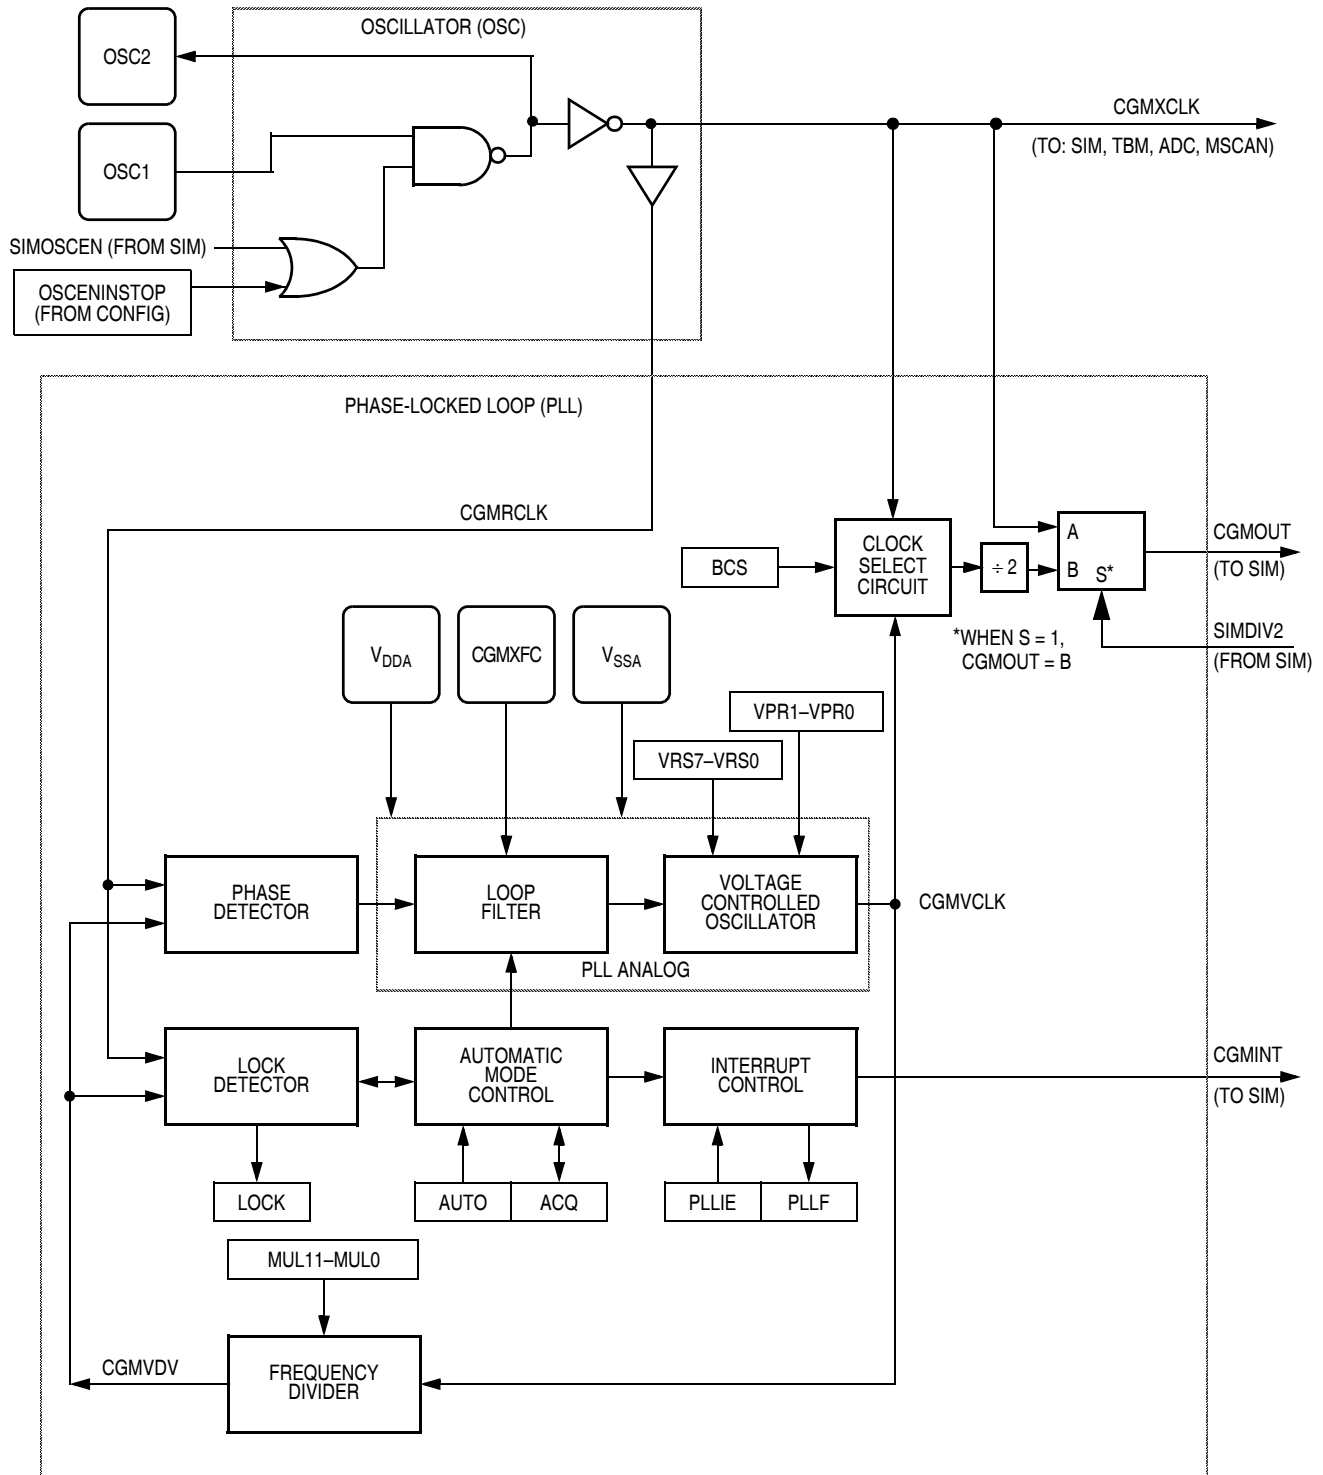 OSCILLATOR (OSC)
OSC2
CGMXCLK
(TO: SIM, TBM, ADC, MSCAN)
OSC1
SIMOSCEN (FROM SIM)
OSCENINSTOP
(FROM CONFIG)
PHASE-LOCKED LOOP (PLL)
CGMRCLK
BCS
CLOCK
SELECT
CIRCUIT
÷ 2
A
B
S*
CGMOUT
(TO SIM)
*WHEN S = 1,
CGMOUT = B
SIMDIV2
(FROM SIM)
VDDA
CGMXFC
VSSA
VPR1–VPR0
VRS7–VRS0
PHASE
DETECTOR
LOOP
FILTER
VOLTAGE
CONTROLLED
OSCILLATOR
CGMVCLK
PLL ANALOG
LOCK
DETECTOR
AUTOMATIC
MODE
CONTROL
INTERRUPT
CONTROL
CGMINT
(TO SIM)
LOCK
AUTO
ACQ
PLLIE
PLLF
MUL11–MUL0
CGMVDV
FREQUENCY
DIVIDER